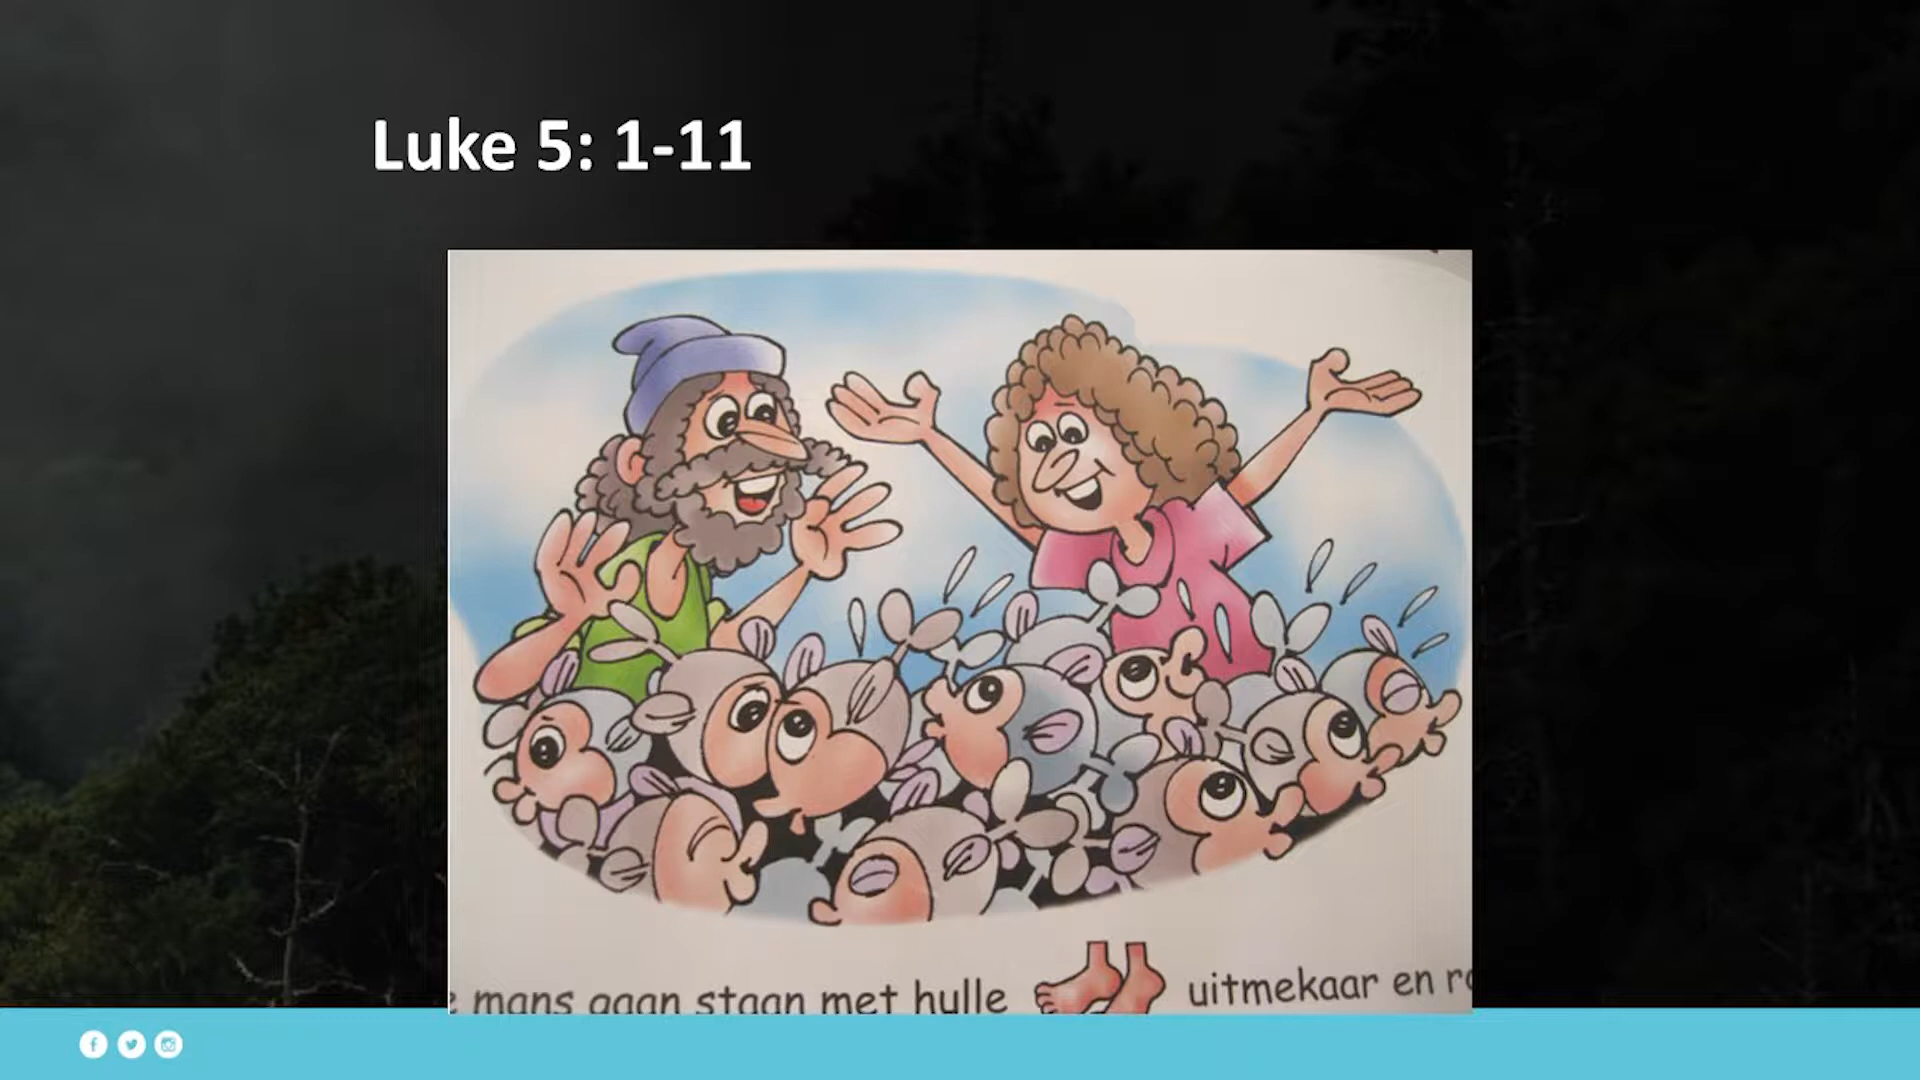 Luke 5: 1-11
mans gaan staan met hulle
uitmekaar en